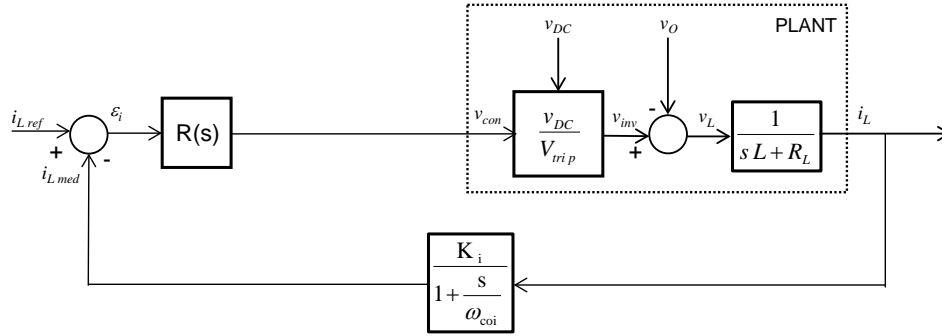 PLANT
v_DC
v_O
i_L ref
ε_i
R(s)
v_con
v_DC
V_tri p
v_inv
v_L
1
s L + R_L
i_L
+
-
-
+
i_L med
K_i
1 + s
ω_coi